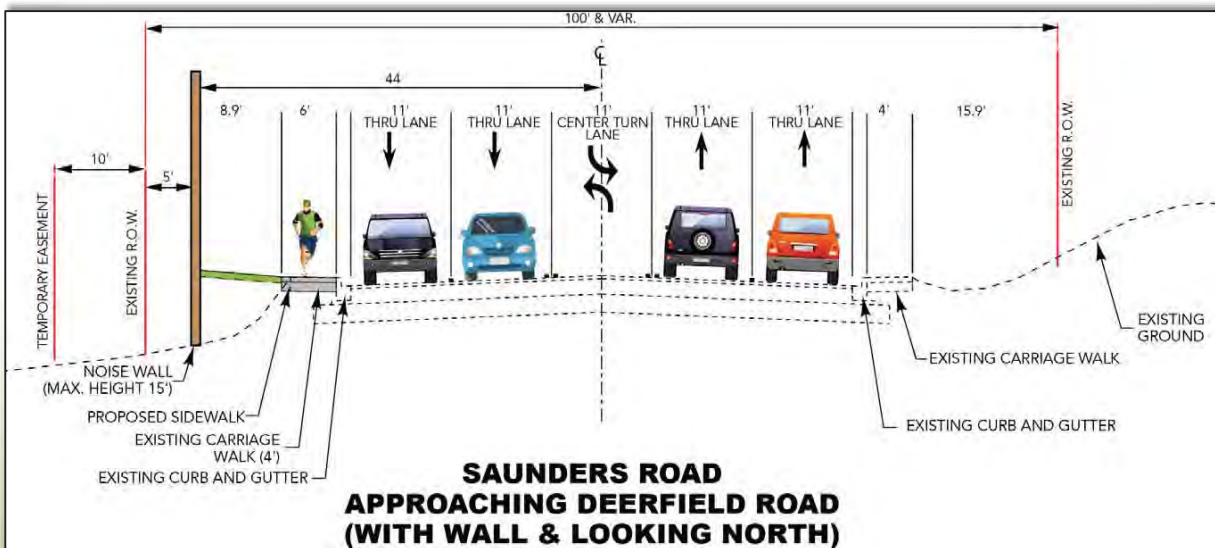 100' & VAR.
℄
44
8.9'
6'
11'
THRU LANE
11'
THRU LANE
11'
CENTER TURN
LANE
11'
THRU LANE
11'
THRU LANE
4'
15.9'
10'
5'
TEMPORARY EASEMENT
EXISTING R.O.W.
EXISTING R.O.W.
NOISE WALL
(MAX. HEIGHT 15')
PROPOSED SIDEWALK
EXISTING CARRIAGE
WALK (4')
EXISTING CURB AND GUTTER
EXISTING GROUND
EXISTING CARRIAGE WALK
EXISTING CURB AND GUTTER
SAUNDERS ROAD
APPROACHING DEERFIELD ROAD
(WITH WALL & LOOKING NORTH)